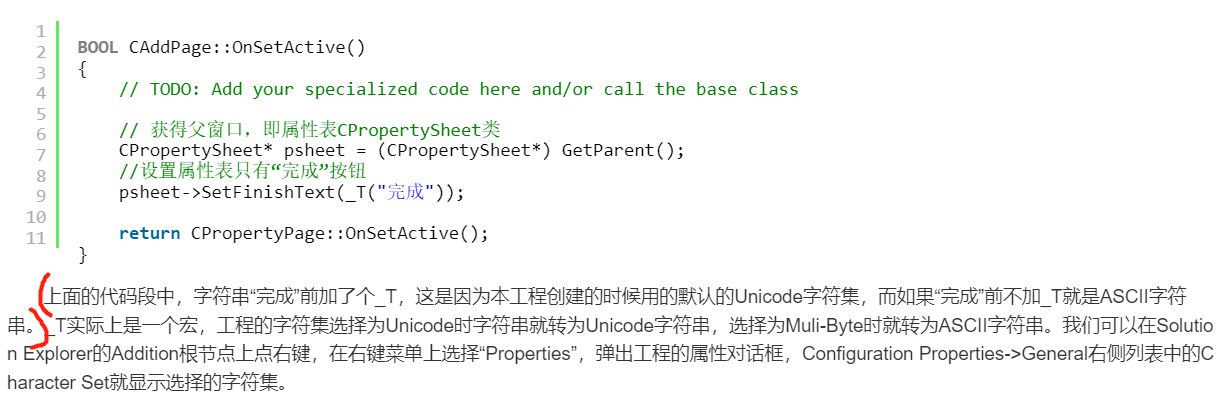 1
2 BOOL CAddPage::OnSetActive()
3 {
4 // TODO: Add your specialized code here and/or call the base class
5
6 // 获得父窗口，即属性表CPropertySheet类
7 CPropertySheet* psheet = (CPropertySheet*) GetParent();
8 //设置属性表只有“完成”按钮
9 psheet->SetFinishText(_T("完成"));
10
11 return CPropertyPage::OnSetActive();
}
上面的代码段中，字符串“完成”前加了个_T，这是因为本工程创建的时候用的默认的Unicode字符集，而如果“完成”前不加_T就是ASCII字符
串。_T实际上是一个宏，工程的字符集选择为Unicode时字符串就转为Unicode字符串，选择为Muli-Byte时就转为ASCII字符串。我们可以在Solutio
n Explorer的Addition根节点上点右键，在右键菜单上选择“Properties”，弹出工程的属性对话框，Configuration Properties->General右侧列表中的C
haracter Set就显示选择的字符集。